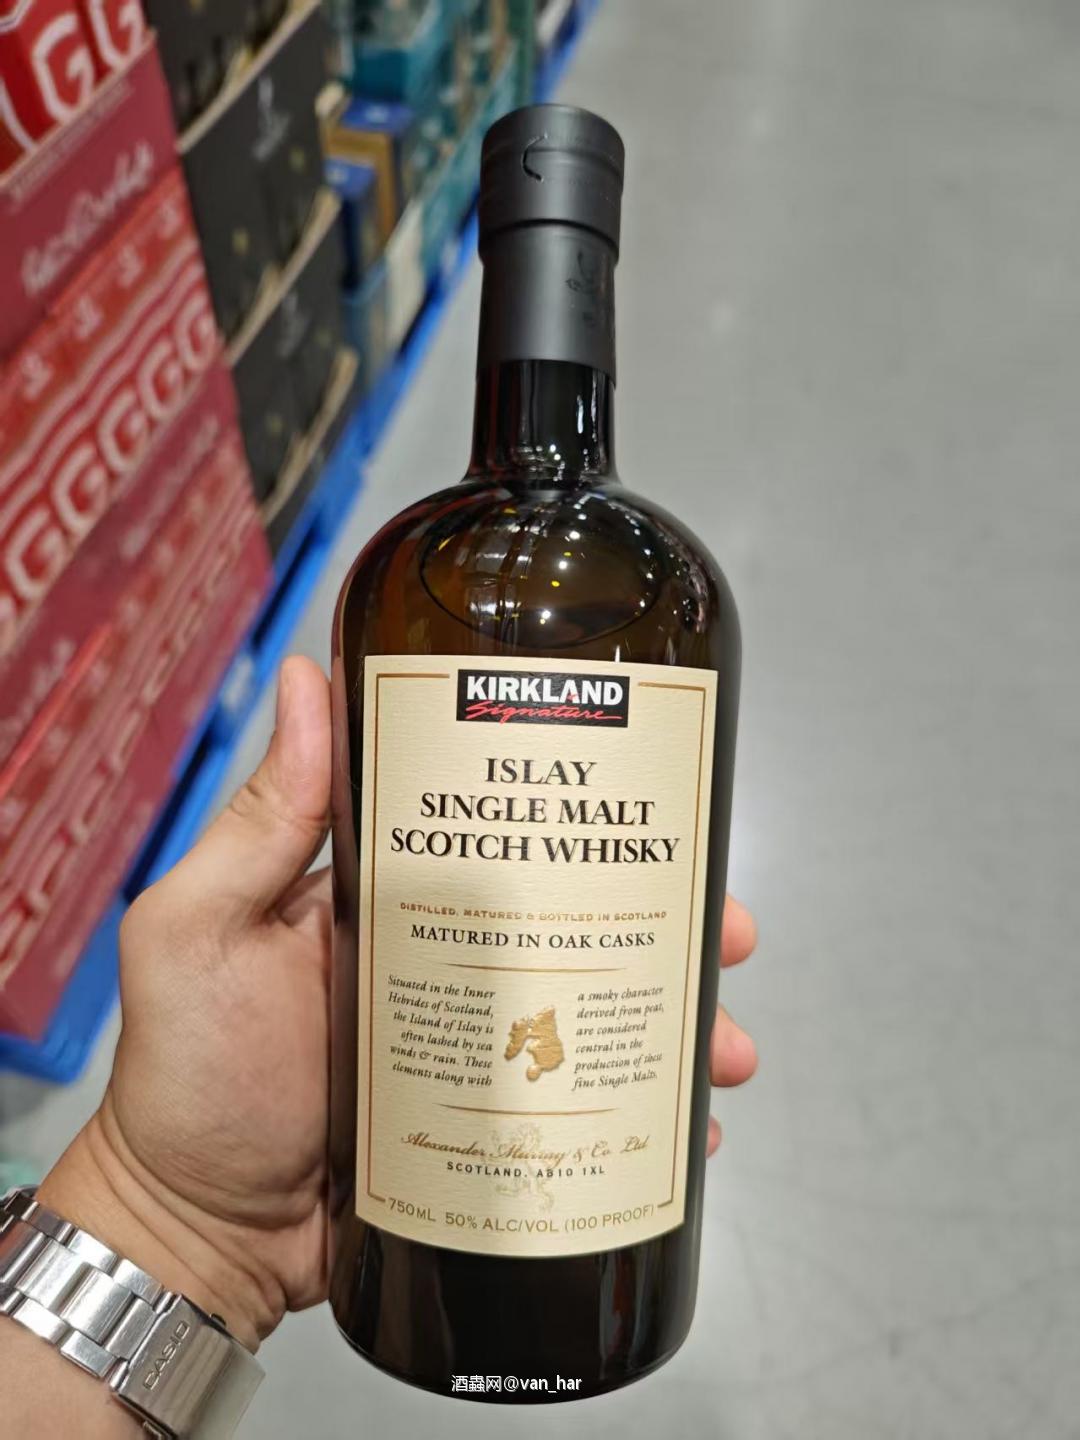 KIRKLAND
Signature
ISLAY
SINGLE MALT
SCOTCH WHISKY
DISTILLED, MATURED & BOTTLED IN SCOTLAND
MATURED IN OAK CASKS
Situated in the Inner
Hebrides of Scotland,
the Island of Islay is
often lashed by sea
winds & rain. These
elements along with
a smoky character
derived from peat,
are considered
central in the
production of these
fine Single Malts.
Alexander Murray & Co. Ltd.
SCOTLAND. AB10 1XL
750ML 50% ALC/VOL (100 PROOF)
CASIO
酒蟲网@van_har